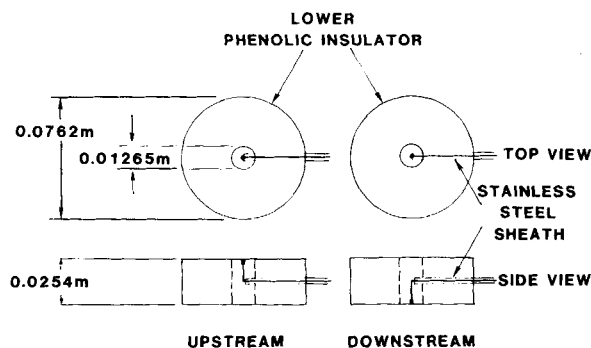 LOWER
PHENOLIC INSULATOR
0.0762m
0.01265m
TOP VIEW
STAINLESS
STEEL
SHEATH
0.0254m
SIDE VIEW
UPSTREAM
DOWNSTREAM